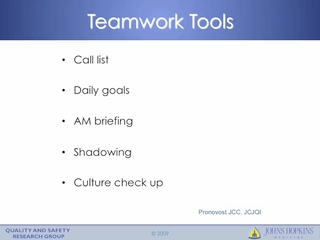 Teamwork Tools
• Call list
• Daily goals
• AM briefing
• Shadowing
• Culture check up
Pronovost JCC, JCJQI
QUALITY AND SAFETY
RESEARCH GROUP
© 2009
JOHNS HOPKINS
MEDICINE